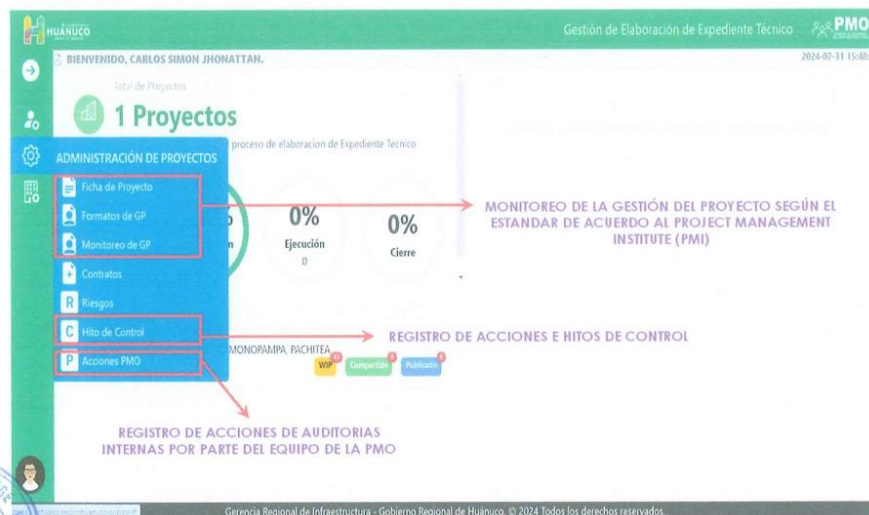 HUÁNUCO
Gestión de Elaboración de Expediente Técnico
PMO
BIENVENIDO, CARLOS SIMON JHONATTAN.
2024-07-31 15:48:
Total de Proyectos
1 Proyectos
proceso de elaboracion de Expediente Tecnico
ADMINISTRACIÓN DE PROYECTOS
Ficha de Proyecto
Formatos de GP
Monitoreo de GP
Contratos
R Riesgos
C Hito de Control
P Acciones PMO
0%
Ejecución
0
0%
Cierre
MONOPAMPA, PACHITEA
WIP
Compartido
Publicado
MONITOREO DE LA GESTIÓN DEL PROYECTO SEGÚN EL
ESTANDAR DE ACUERDO AL PROJECT MANAGEMENT
INSTITUTE (PMI)
REGISTRO DE ACCIONES E HITOS DE CONTROL
REGISTRO DE ACCIONES DE AUDITORIAS
INTERNAS POR PARTE DEL EQUIPO DE LA PMO
Gerencia Regional de Infraestructura - Gobierno Regional de Huánuco. © 2024 Todos los derechos reservados.